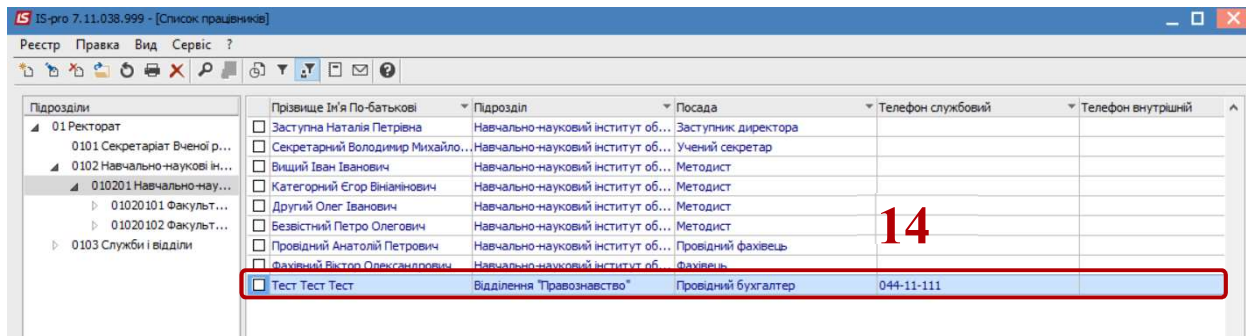 IS-pro 7.11.038.999 - [Список працівників]
Реєстр Правка Вид Сервіс ?
Підрозділи
01 Ректорат
0101 Секретаріат Вченої р...
0102 Навчально-наукові ін...
010201 Навчально-нау...
01020101 Факульт...
01020102 Факульт...
0103 Служби і відділи
Прізвище Ім'я По-батькові Підрозділ Посада Телефон службовий Телефон внутрішній
Заступна Наталія Петрівна Навчально-науковий інститут об... Заступник директора
Секретарний Володимир Михайло... Навчально-науковий інститут об... Учений секретар
Вищий Іван Іванович Навчально-науковий інститут об... Методист
Категорний Єгор Вініамінович Навчально-науковий інститут об... Методист
Другий Олег Іванович Навчально-науковий інститут об... Методист
Безвістний Петро Олегович Навчально-науковий інститут об... Методист
Провідний Анатолій Петрович Навчально-науковий інститут об... Провідний фахівець
Фахівний Віктор Олександрович Навчально-науковий інститут об... Фахівець
Тест Тест Тест Відділення "Правознавство" Провідний бухгалтер 044-11-111
14